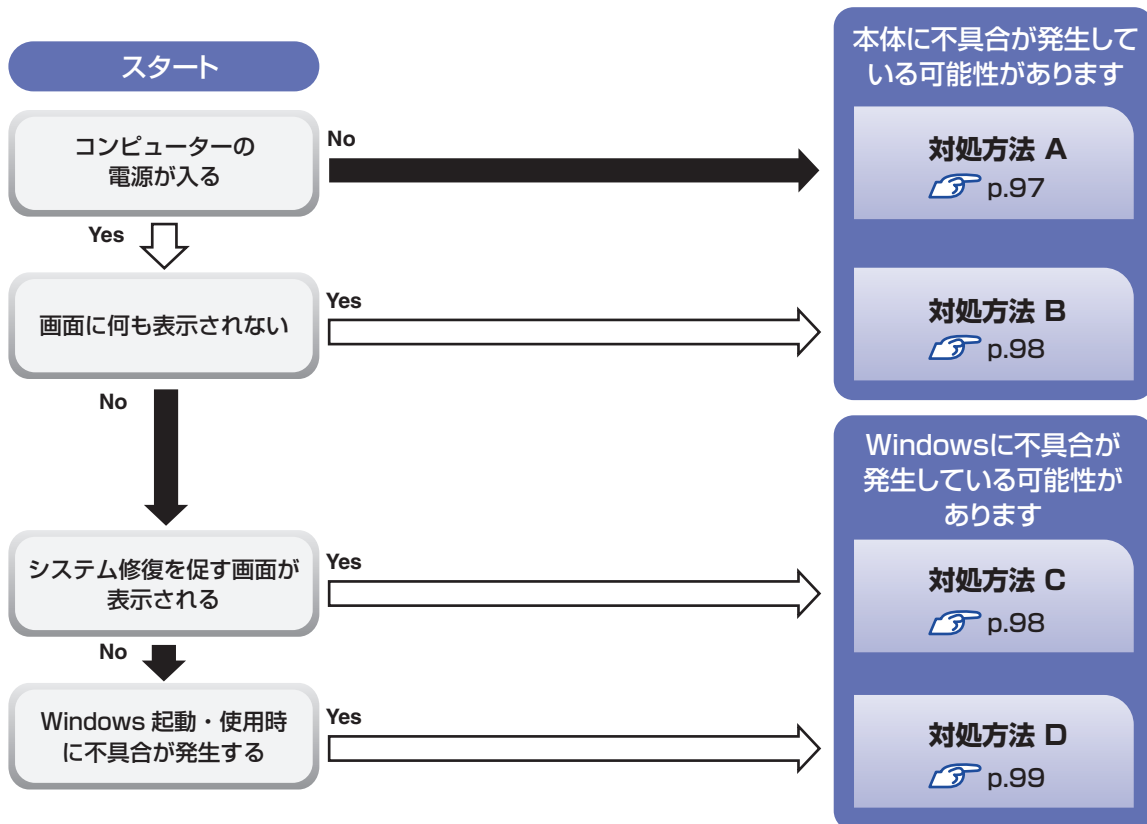 スタート
コンピューターの
電源が入る
No
Yes
画面に何も表示されない
Yes
No
システム修復を促す画面が
表示される
Yes
No
Windows 起動・使用時
に不具合が発生する
Yes
本体に不具合が発生して
いる可能性があります
対処方法 A
p.97
対処方法 B
p.98
Windowsに不具合が
発生している可能性が
あります
対処方法 C
p.98
対処方法 D
p.99